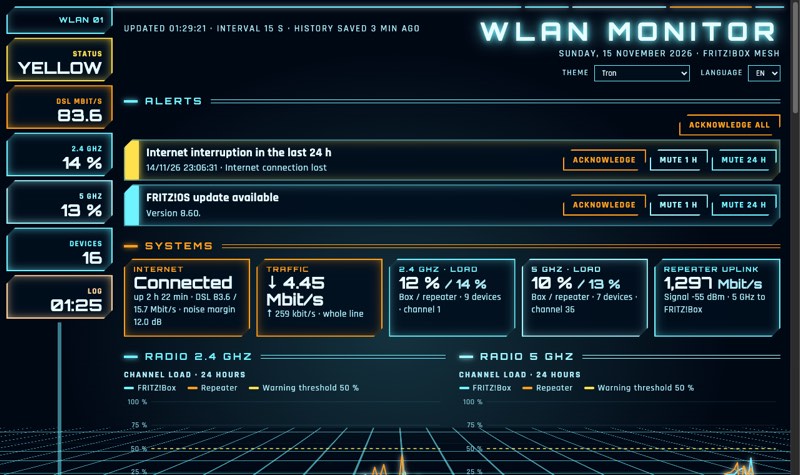 WLAN 01
STATUS
YELLOW
DSL MBIT/S
83.6
2.4 GHZ
14 %
5 GHZ
13 %
DEVICES
16
LOG
01:25
UPDATED 01:29:21 · INTERVAL 15 S · HISTORY SAVED 3 MIN AGO
WLAN MONITOR
SUNDAY, 15 NOVEMBER 2026 · FRITZ!BOX MESH
THEME Tron LANGUAGE EN
ALERTS
ACKNOWLEDGE ALL
Internet interruption in the last 24 h
14/11/26 23:06:31 · Internet connection lost
ACKNOWLEDGE MUTE 1 H MUTE 24 H
FRITZ!OS update available
Version 8.60.
ACKNOWLEDGE MUTE 1 H MUTE 24 H
SYSTEMS
INTERNET
Connected
up 2 h 22 min · DSL 83.6 /
15.7 Mbit/s · noise margin
12.0 dB
TRAFFIC
↓ 4.45
Mbit/s
↑ 259 kbit/s · whole line
2.4 GHZ · LOAD
12 % / 14 %
Box / repeater · 9 devices
· channel 1
5 GHZ · LOAD
10 % / 13 %
Box / repeater · 7 devices ·
channel 36
REPEATER UPLINK
1,297 Mbit/s
Signal -55 dBm · 5 GHz to
FRITZ!Box
RADIO 2.4 GHZ
CHANNEL LOAD · 24 HOURS
FRITZ!Box Repeater Warning threshold 50 %
100 %
75 %
50 %
25 %
RADIO 5 GHZ
CHANNEL LOAD · 24 HOURS
FRITZ!Box Repeater Warning threshold 50 %
100 %
75 %
50 %
25 %